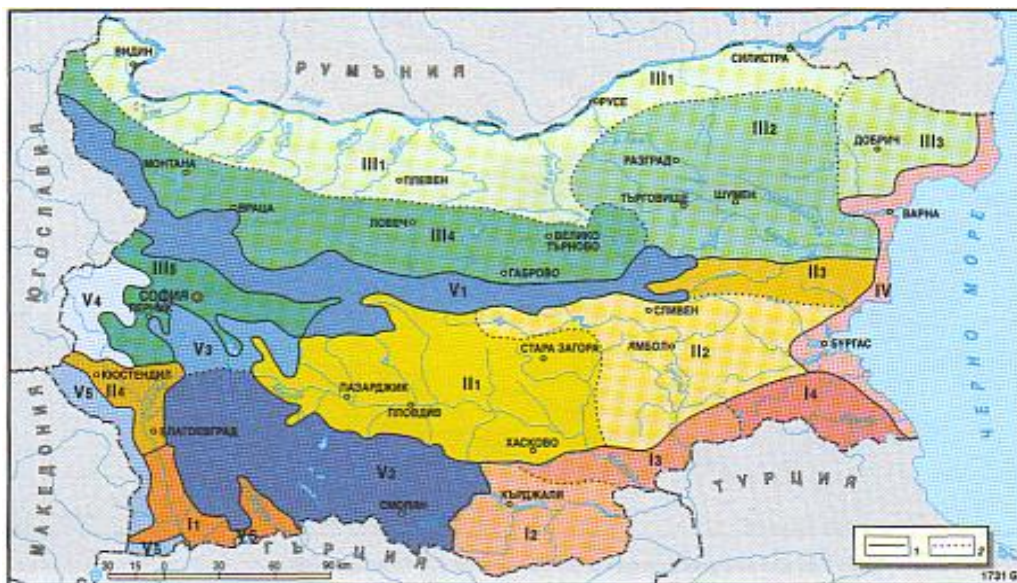 ВИДИН
РУМЪНИЯ
СИЛИСТРА
III1
РУСЕ
III2
ДОБРИЧ
III3
РАЗГРАД
МОНТАНА
III1
ПЛЕВЕН
ТЪРГОВИЩЕ
ШУМЕН
ВАРНА
ВРАЦА
ЛОВЕЧ
III4
ВЕЛИКО
ТЪРНОВО
ЮГОСЛАВИЯ
III5
ГАБРОВО
II3
IV
V4
СОФИЯ
V1
СЛИВЕН
ЧЕРНО МОРЕ
V3
СТАРА ЗАГОРА
ЯМБОЛ
II2
БУРГАС
КЮСТЕНДИЛ
V5
II4
II1
ПАЗАРДЖИК
ПЛОВДИВ
I4
БЛАГОЕВГРАД
ХАСКОВО
I3
МАКЕДОНИЯ
V2
ТУРЦИЯ
КЪРДЖАЛИ
СМОЛЯН
I1
I2
V5
V5
ГЪРЦИЯ
1
2
30 0 30 60 90 km
1731 G